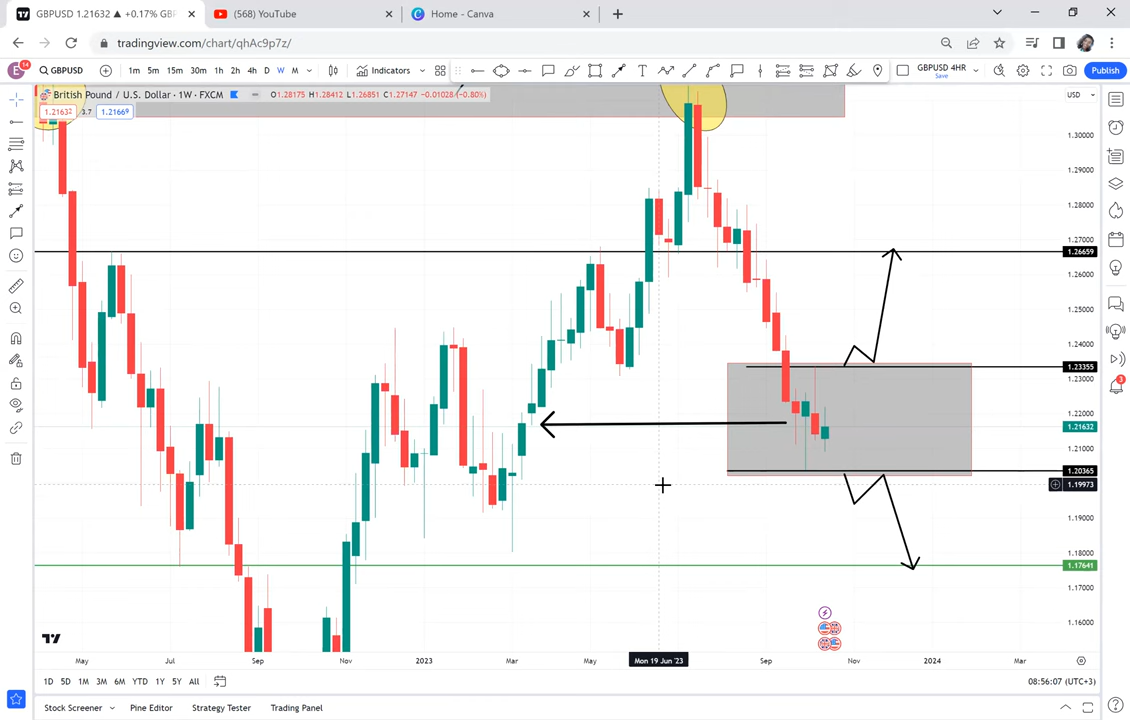 GBPUSD 1.21632 ▲ +0.17% GBP
(568) YouTube
Home - Canva
tradingview.com/chart/qhAc9p7z/
E
14
GBPUSD
1m 5m 15m 30m 1h 2h 4h D W M
Indicators
GBPUSD 4HR
Save
Publish
British Pound / U.S. Dollar · 1W · FXCM
O1.28175 H1.28412 L1.26851 C1.27147 −0.01028 (−0.80%)
USD
1.21632 3.7 1.21669
1.30000
1.29000
1.28000
1.26659
1.26000
1.25000
1.24000
1.23355
1.23000
1.22000
1.21632
1.21000
1.20365
1.19973
1.19000
1.18000
1.17641
1.17000
1.16000
3
May Jul Sep Nov 2023 Mar May Mon 19 Jun '23 Sep Nov 2024 Mar
1D 5D 1M 3M 6M YTD 1Y 5Y All
08:56:07 (UTC+3)
Stock Screener Pine Editor Strategy Tester Trading Panel